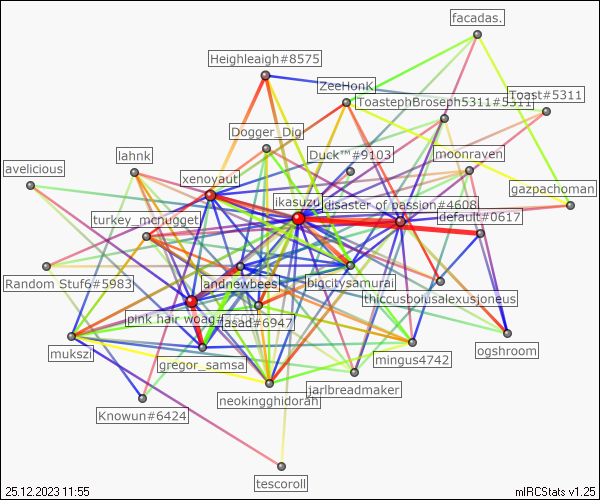 facadas.
Heighleigh#8575
ZeeHonK
Toast#5311
ToastephBroseph5311#5311
Dogger_Dig
Duck™#9103
moonraven
lahnk
avelicious
xenoyaut
gazpachoman
ikasuzu
disaster of passion#4608
default#0617
turkey_mcnugget
Random Stuf6#5983
andnewbees
bigcitysamurai
thiccusboiusalexusjoneus
pink hair woag#
asad#6947
ogshroom
mukszi
gregor_samsa
mingus4742
jarlbreadmaker
neokingghidorah
Knowun#6424
tescoroll
25.12.2023 11:55
mIRCStats v1.25